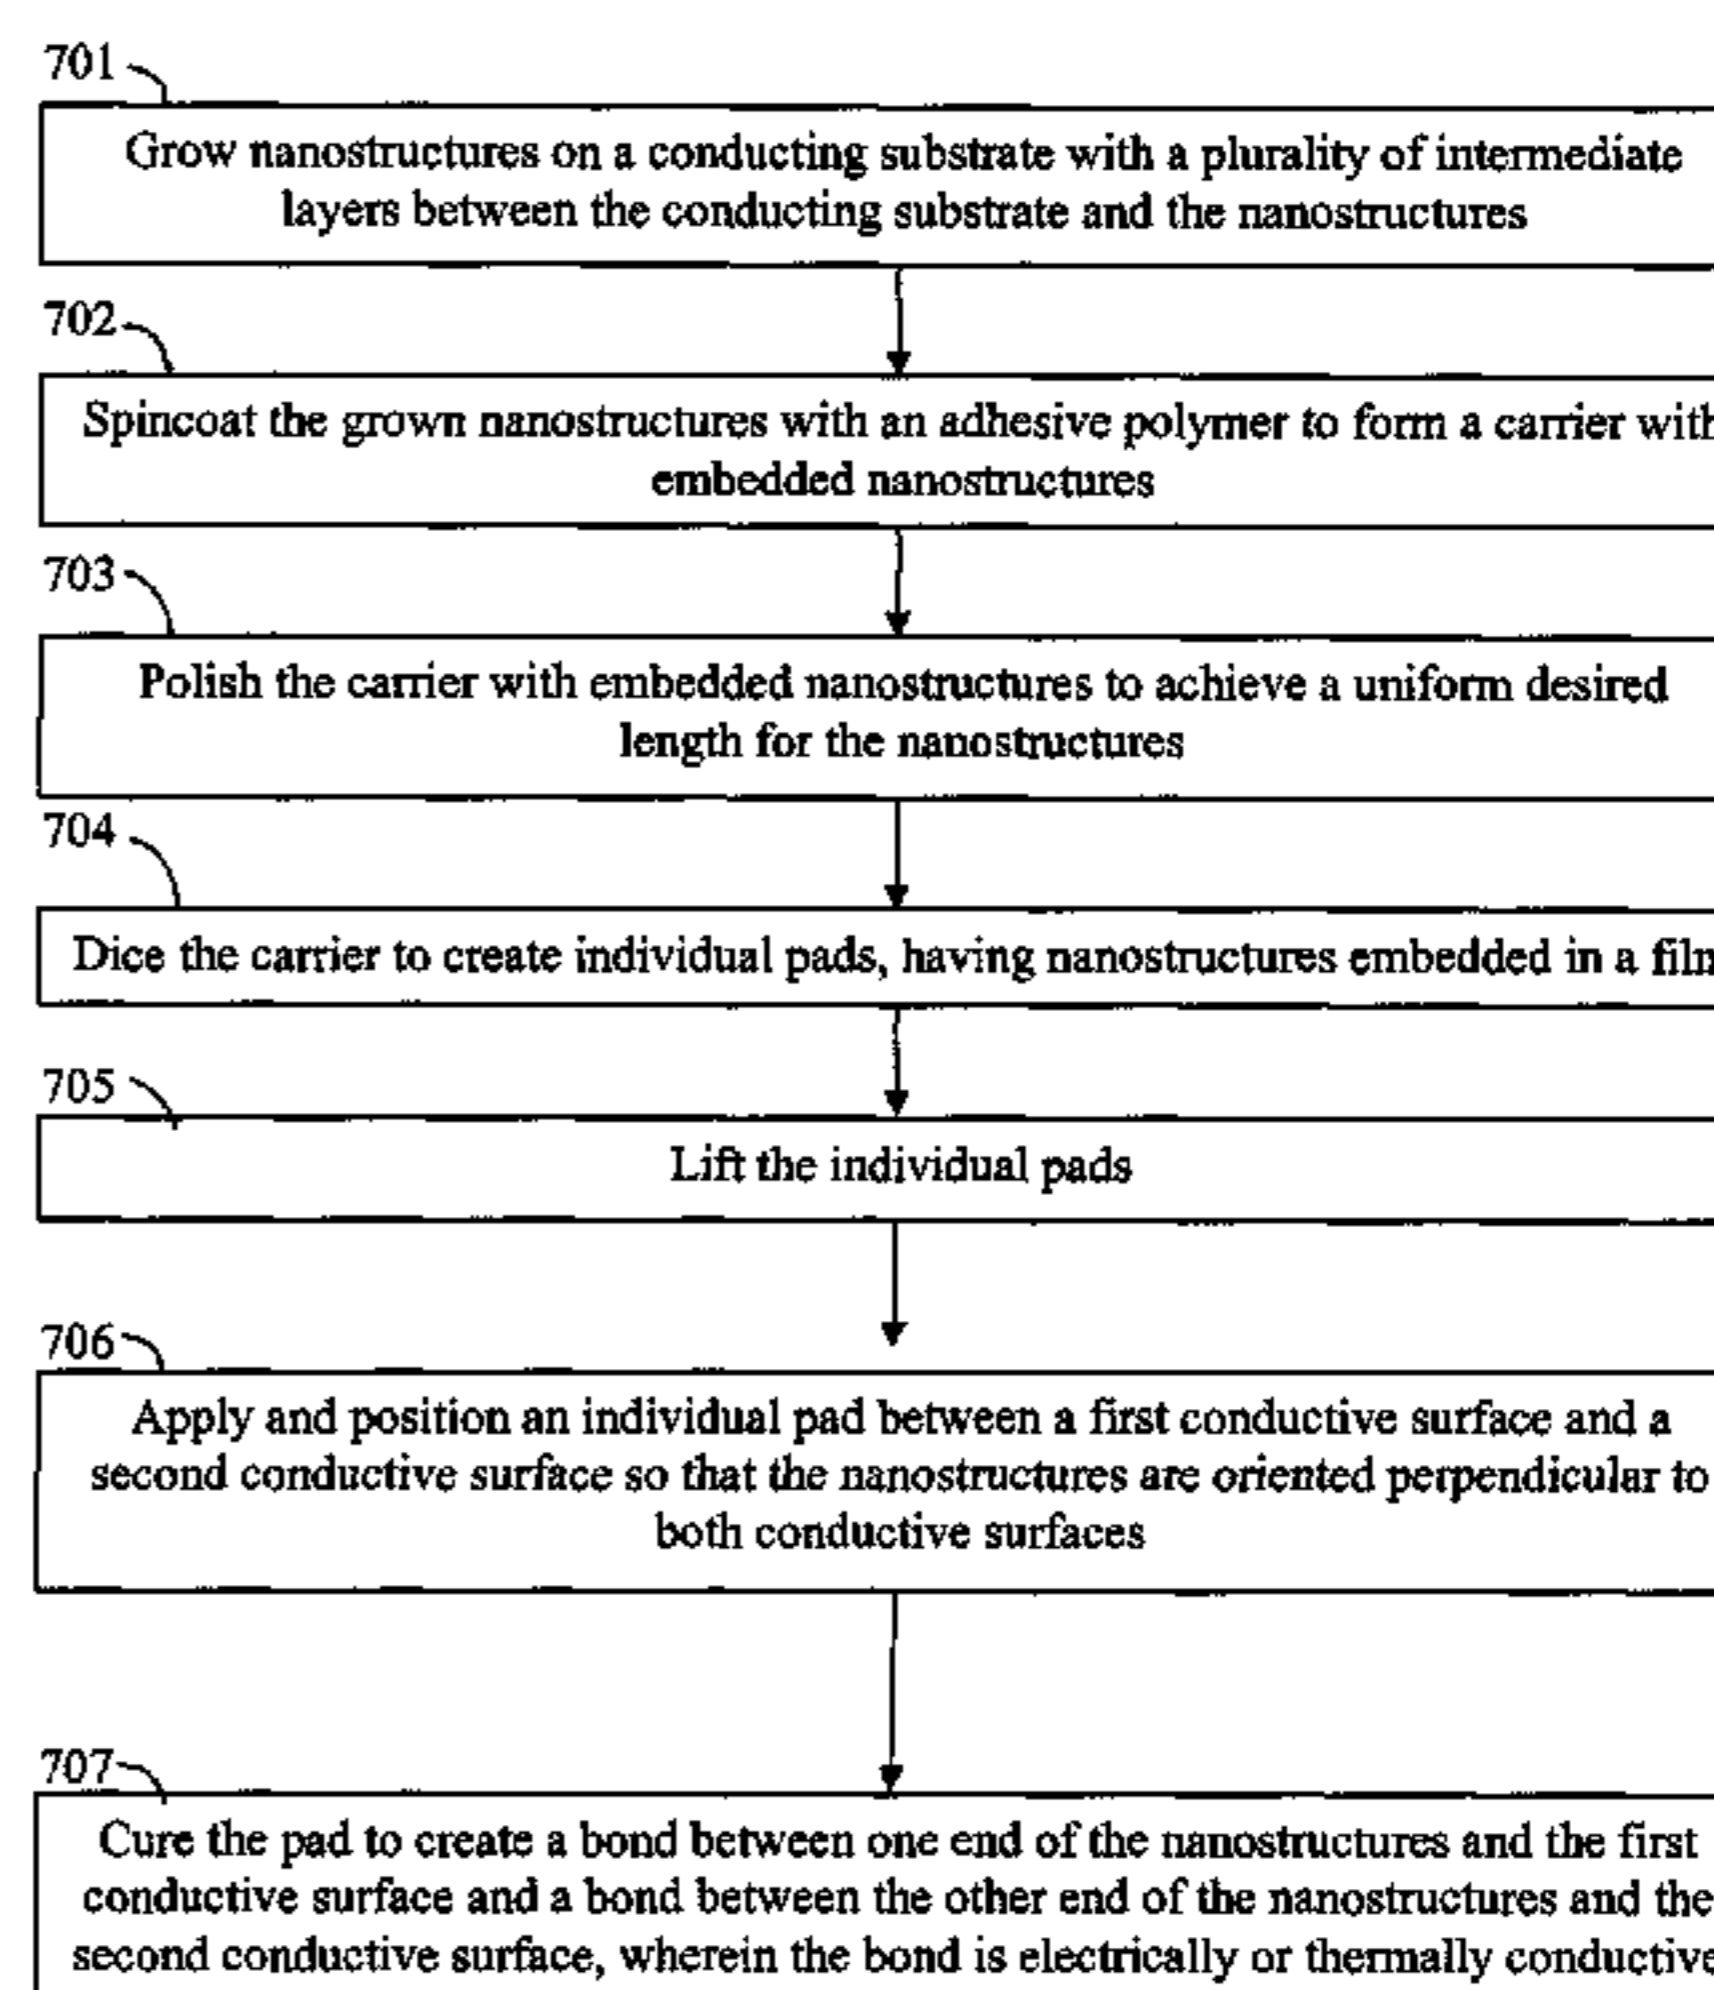 701
Grow nanostructures on a conducting substrate with a plurality of intermediate
layers between the conducting substrate and the nanostructures
702
Spincoat the grown nanostructures with an adhesive polymer to form a carrier with
embedded nanostructures
703
Polish the carrier with embedded nanostructures to achieve a uniform desired
length for the nanostructures
704
Dice the carrier to create individual pads, having nanostructures embedded in a film
705
Lift the individual pads
706
Apply and position an individual pad between a first conductive surface and a
second conductive surface so that the nanostructures are oriented perpendicular to
both conductive surfaces
707
Cure the pad to create a bond between one end of the nanostructures and the first
conductive surface and a bond between the other end of the nanostructures and the
second conductive surface, wherein the bond is electrically or thermally conductive